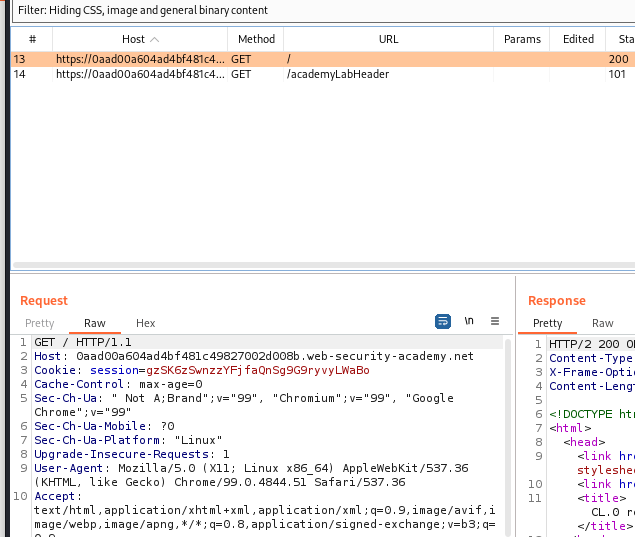 Filter: Hiding CSS, image and general binary content
# Host Method URL Params Edited Sta
13 https://0aad00a604ad4bf481c4... GET / 200
14 https://0aad00a604ad4bf481c4... GET /academyLabHeader 101
Request
Pretty Raw Hex
\n
1 GET / HTTP/1.1
2 Host: 0aad00a604ad4bf481c49827002d008b.web-security-academy.net
3 Cookie: session=gzSK6zSwnzzYFjfaQnSg9G9ryvyLWaBo
4 Cache-Control: max-age=0
5 Sec-Ch-Ua: " Not A;Brand";v="99", "Chromium";v="99", "Google
Chrome";v="99"
6 Sec-Ch-Ua-Mobile: ?0
7 Sec-Ch-Ua-Platform: "Linux"
8 Upgrade-Insecure-Requests: 1
9 User-Agent: Mozilla/5.0 (X11; Linux x86_64) AppleWebKit/537.36
(KHTML, like Gecko) Chrome/99.0.4844.51 Safari/537.36
10 Accept:
text/html,application/xhtml+xml,application/xml;q=0.9,image/avif,i
mage/webp,image/apng,*/*;q=0.8,application/signed-exchange;v=b3;q=
Response
Pretty Raw
1 HTTP/2 200 O
2 Content-Type
3 X-Frame-Optio
4 Content-Leng
5
6 <!DOCTYPE ht
7 <html>
8 <head>
9 <link hre
styleshee
10 <link hre
11 <title>
CL.0 re
</title>